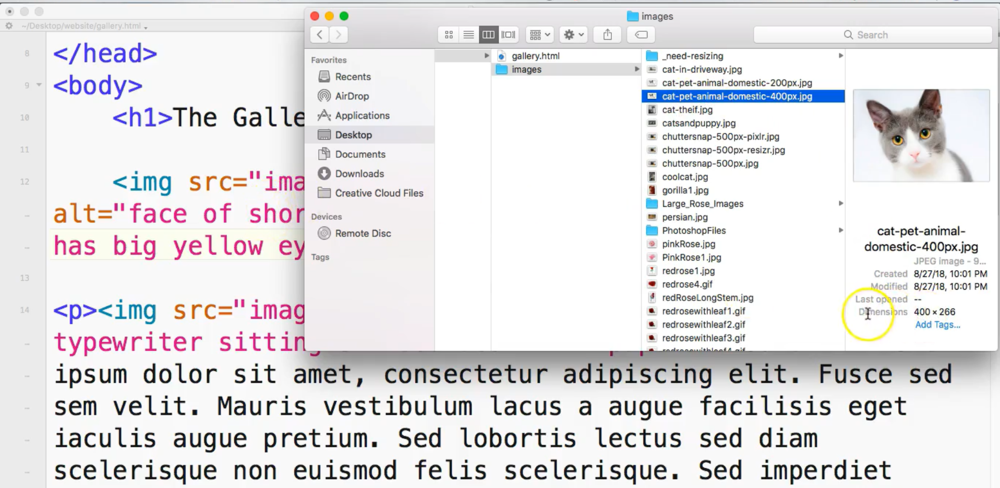 ~/Desktop/website/gallery.html
8 </head>
9 <body>
10 <h1>The Galle
11
12 <img src="ima
alt="face of shor
has big yellow ey
13
14 <p><img src="imag
typewriter sittin
ipsum dolor sit amet, consectetur adipiscing elit. Fusce sed
sem velit. Mauris vestibulum lacus a augue facilisis eget
iaculis augue pretium. Sed lobortis lectus sed diam
scelerisque non euismod felis scelerisque. Sed imperdiet
images
Search
Favorites
Recents
AirDrop
Applications
Desktop
Documents
Downloads
Creative Cloud Files
Devices
Remote Disc
Tags
gallery.html
images
_need-resizing
cat-in-driveway.jpg
cat-pet-animal-domestic-200px.jpg
cat-pet-animal-domestic-400px.jpg
cat-theif.jpg
catsandpuppy.jpg
chuttersnap-500px-pixlr.jpg
chuttersnap-500px-resizr.jpg
chuttersnap-500px.jpg
coolcat.jpg
gorilla1.jpg
Large_Rose_Images
persian.jpg
PhotoshopFiles
pinkRose.jpg
PinkRose1.jpg
redrose1.jpg
redrose4.gif
redRoseLongStem.jpg
redrosewithleaf1.gif
redrosewithleaf2.gif
redrosewithleaf3.gif
cat-pet-animal-
domestic-400px.jpg
JPEG image - 9...
Created 8/27/18, 10:01 PM
Modified 8/27/18, 10:01 PM
Last opened --
Dimensions 400 × 266
Add Tags...